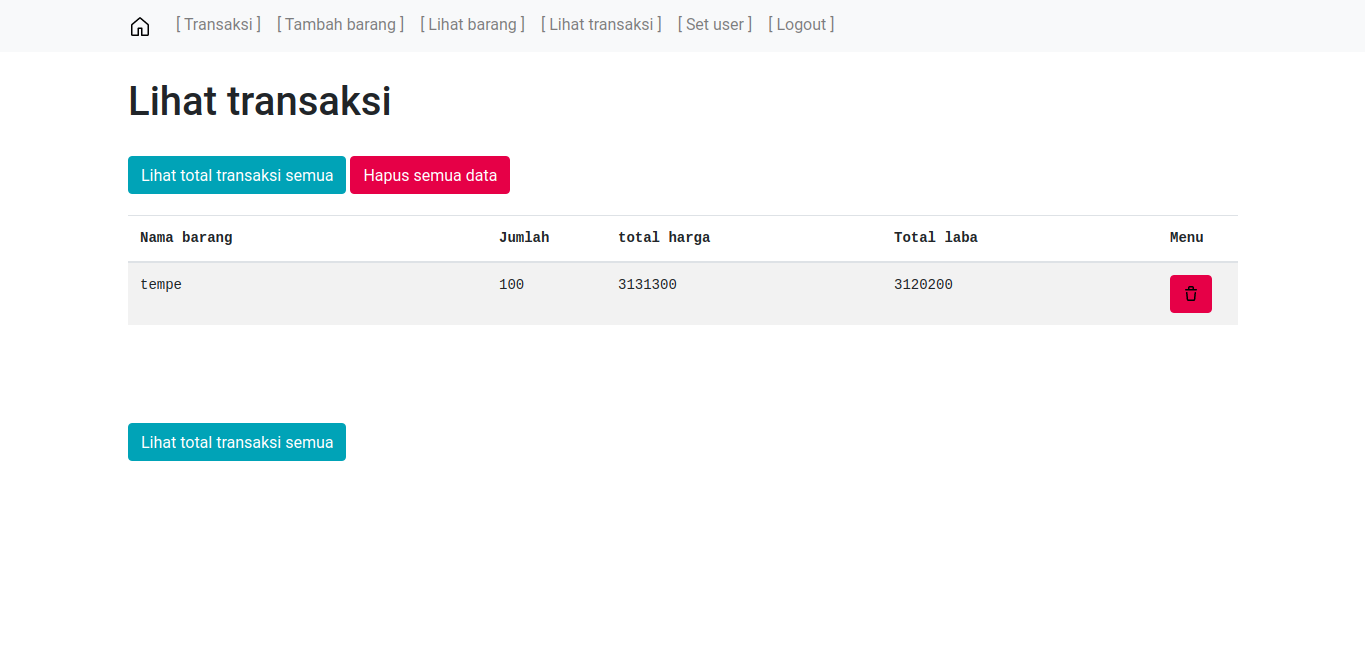 [ Transaksi ] [ Tambah barang ] [ Lihat barang ] [ Lihat transaksi ] [ Set user ] [ Logout ]
Lihat transaksi
Lihat total transaksi semua Hapus semua data
Nama barang Jumlah total harga Total laba Menu
tempe 100 3131300 3120200
Lihat total transaksi semua